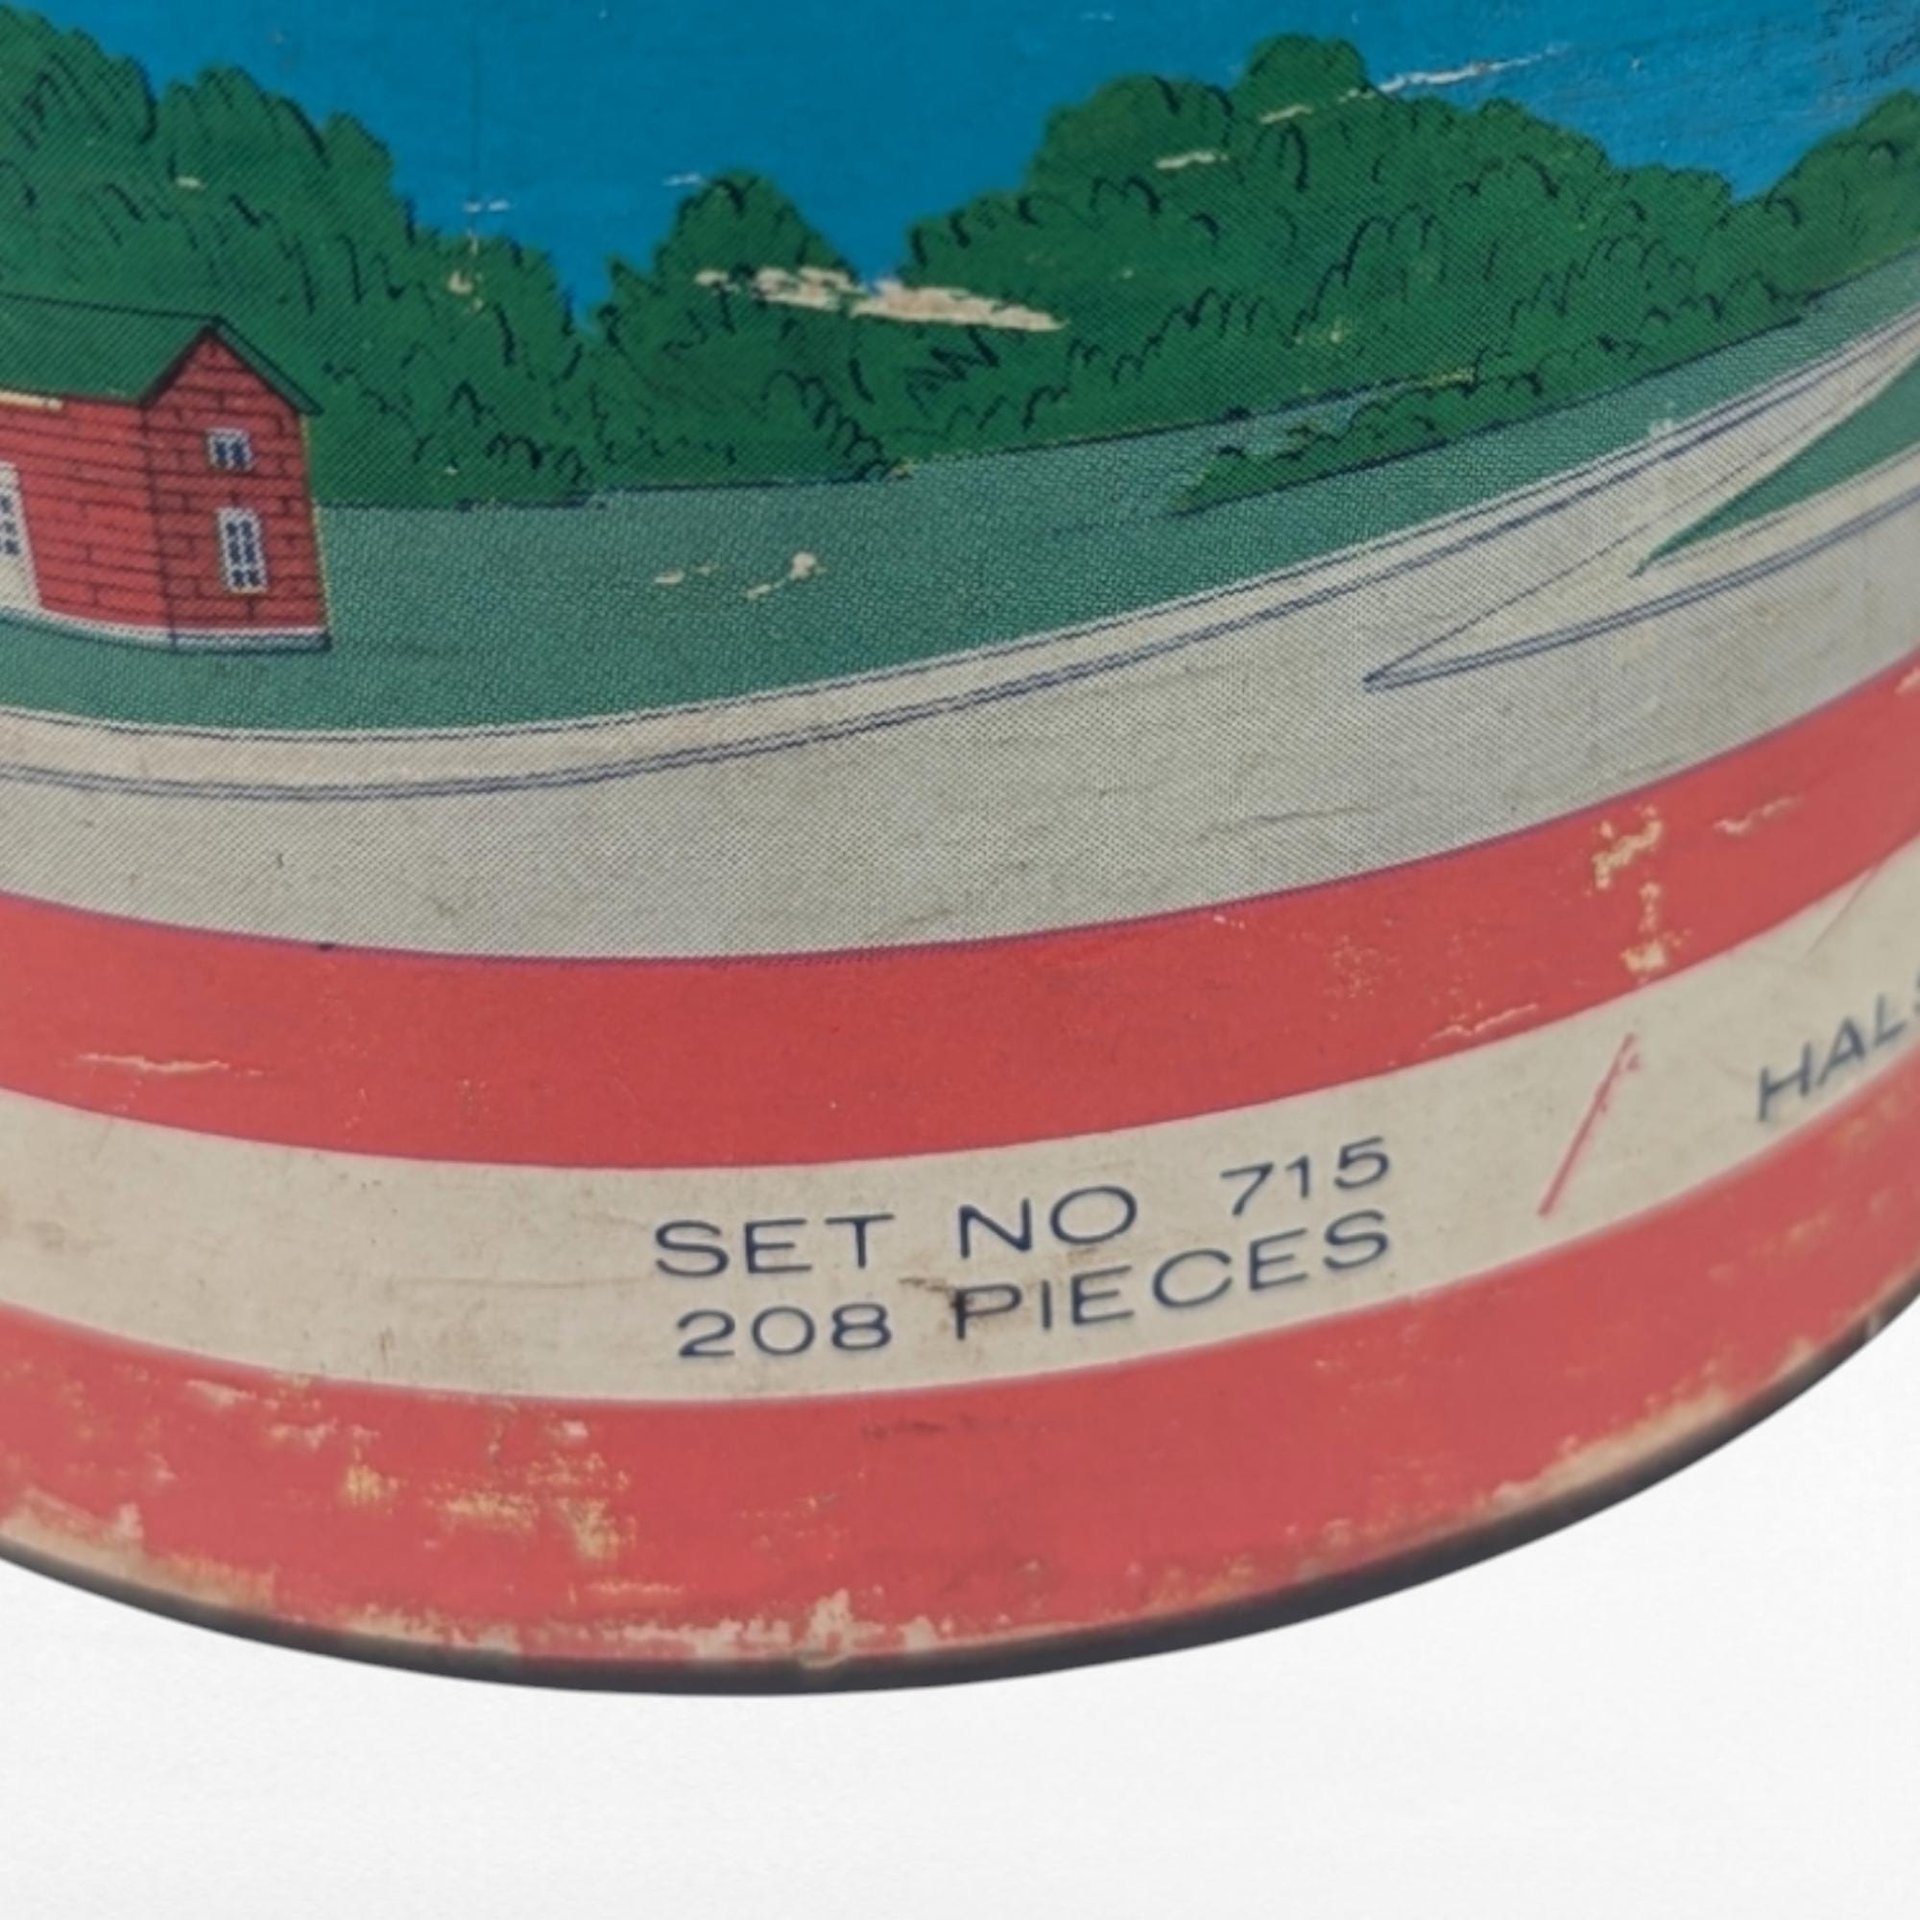 SET NO 715
208 PIECES